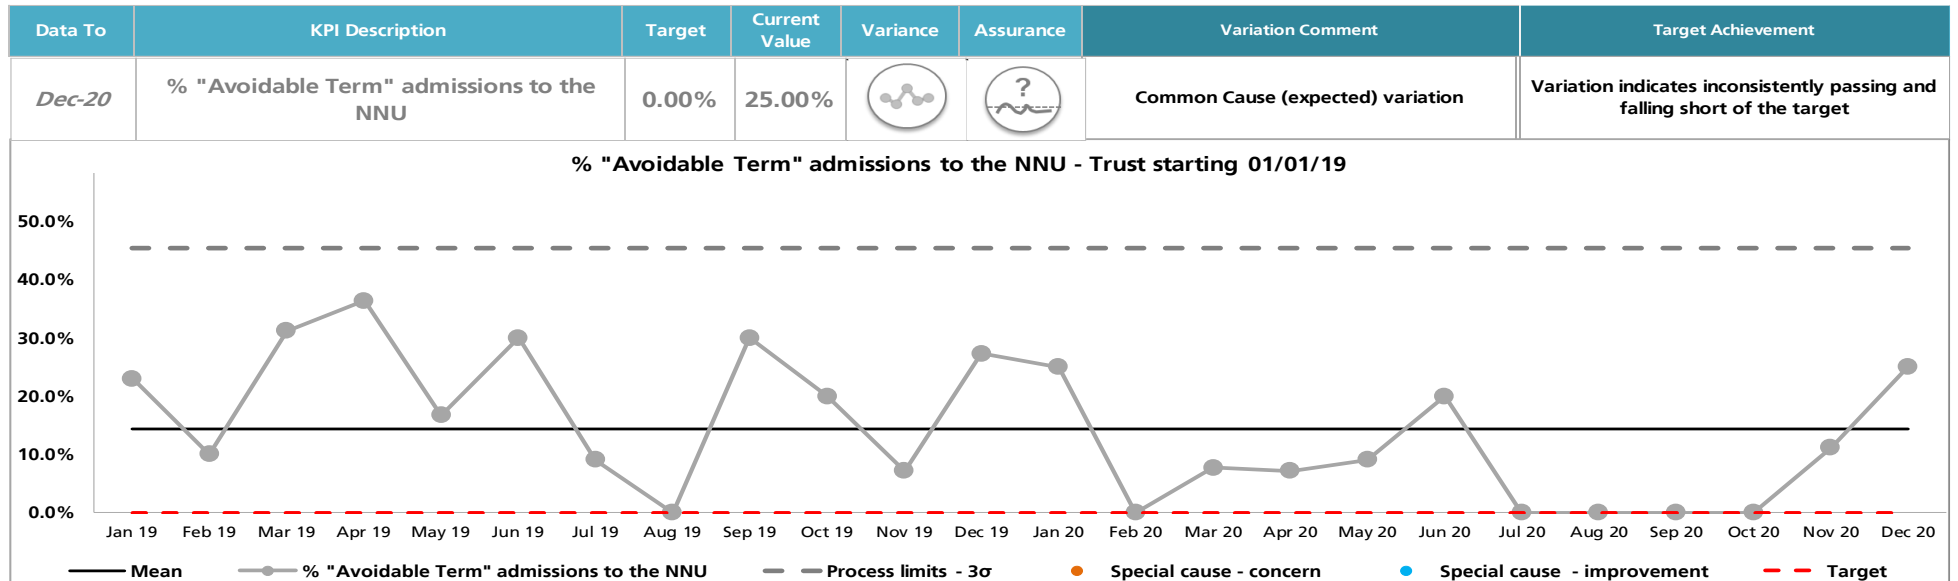 Data To KPI Description Target Current Value Variance Assurance Variation Comment Target Achievement
Dec-20 % "Avoidable Term" admissions to the NNU 0.00% 25.00% ? Common Cause (expected) variation Variation indicates inconsistently passing and falling short of the target
% "Avoidable Term" admissions to the NNU - Trust starting 01/01/19
50.0%
40.0%
30.0%
20.0%
10.0%
0.0%
Jan 19 Feb 19 Mar 19 Apr 19 May 19 Jun 19 Jul 19 Aug 19 Sep 19 Oct 19 Nov 19 Dec 19 Jan 20 Feb 20 Mar 20 Apr 20 May 20 Jun 20 Jul 20 Aug 20 Sep 20 Oct 20 Nov 20 Dec 20
Mean % "Avoidable Term" admissions to the NNU Process limits - 3σ Special cause - concern Special cause - improvement Target